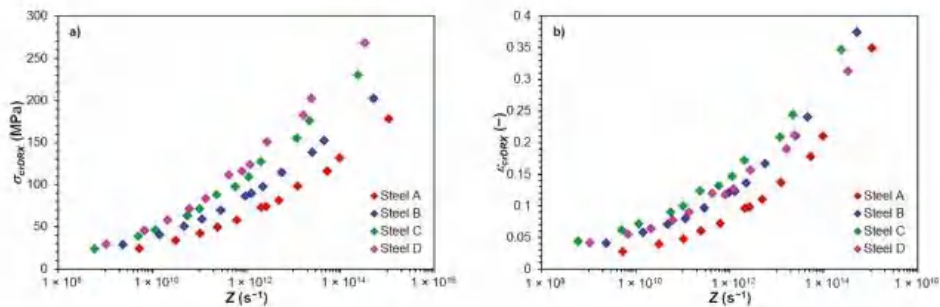 a)
σcrDRX (MPa)
300
250
200
150
100
50
0
Steel A
Steel B
Steel C
Steel D
1 × 10⁸
1 × 10¹⁰
1 × 10¹²
1 × 10¹⁴
1 × 10¹⁶
Z (s⁻¹)
b)
εcrDRX (–)
0.4
0.35
0.3
0.25
0.2
0.15
0.1
0.05
0
Steel A
Steel B
Steel C
Steel D
1 × 10⁸
1 × 10¹⁰
1 × 10¹²
1 × 10¹⁴
1 × 10¹⁶
Z (s⁻¹)